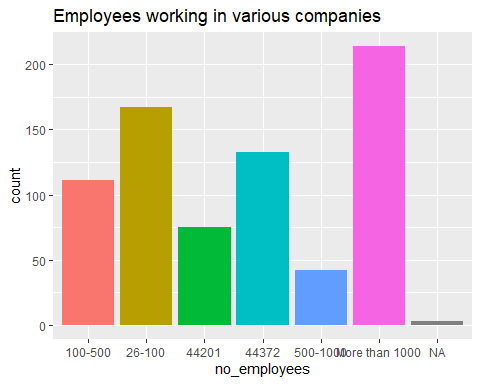 Employees working in various companies
count
200
150
100
50
0
100-500 26-100 44201 44372 500-1000 More than 1000 NA
no_employees